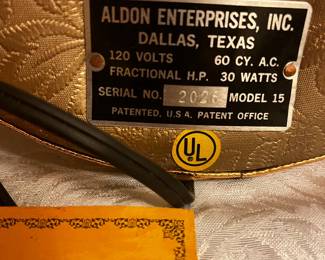 ALDON ENTERPRISES, INC.
DALLAS, TEXAS
120 VOLTS 60 CY. A.C.
FRACTIONAL H.P. 30 WATTS
SERIAL NO. 2026 MODEL 15
PATENTED, U.S.A. PATENT OFFICE
UL